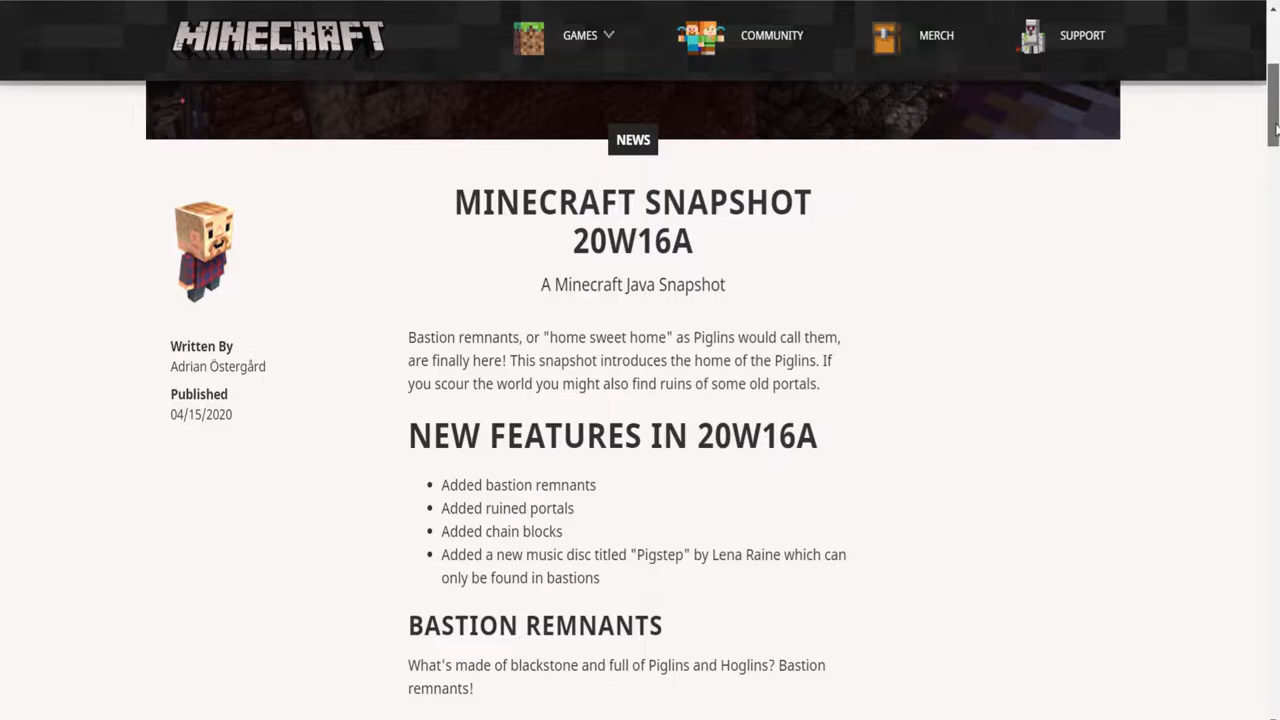 MINECRAFT
GAMES
COMMUNITY
MERCH
SUPPORT
NEWS
MINECRAFT SNAPSHOT
20W16A
A Minecraft Java Snapshot
Written By
Adrian Östergård
Published
04/15/2020
Bastion remnants, or "home sweet home" as Piglins would call them,
are finally here! This snapshot introduces the home of the Piglins. If
you scour the world you might also find ruins of some old portals.
NEW FEATURES IN 20W16A
• Added bastion remnants
• Added ruined portals
• Added chain blocks
• Added a new music disc titled "Pigstep" by Lena Raine which can
only be found in bastions
BASTION REMNANTS
What's made of blackstone and full of Piglins and Hoglins? Bastion
remnants!